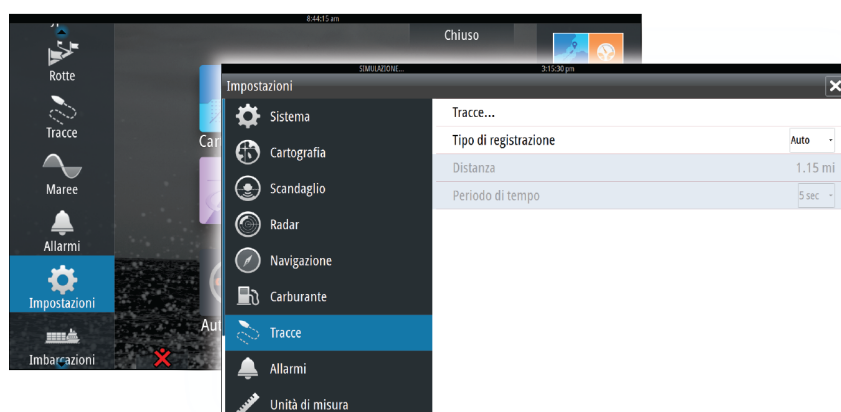 8:44:15 am
Chiuso
Rotte
Tracce
Maree
Allarmi
Impostazioni
Imbarcazioni
Car
Aut
SIMULAZIONE...
3:15:30 pm
Impostazioni
Sistema
Cartografia
Scandaglio
Radar
Navigazione
Carburante
Tracce
Allarmi
Unità di misura
Tracce...
Tipo di registrazione Auto
Distanza 1.15 mi
Periodo di tempo 5 sec